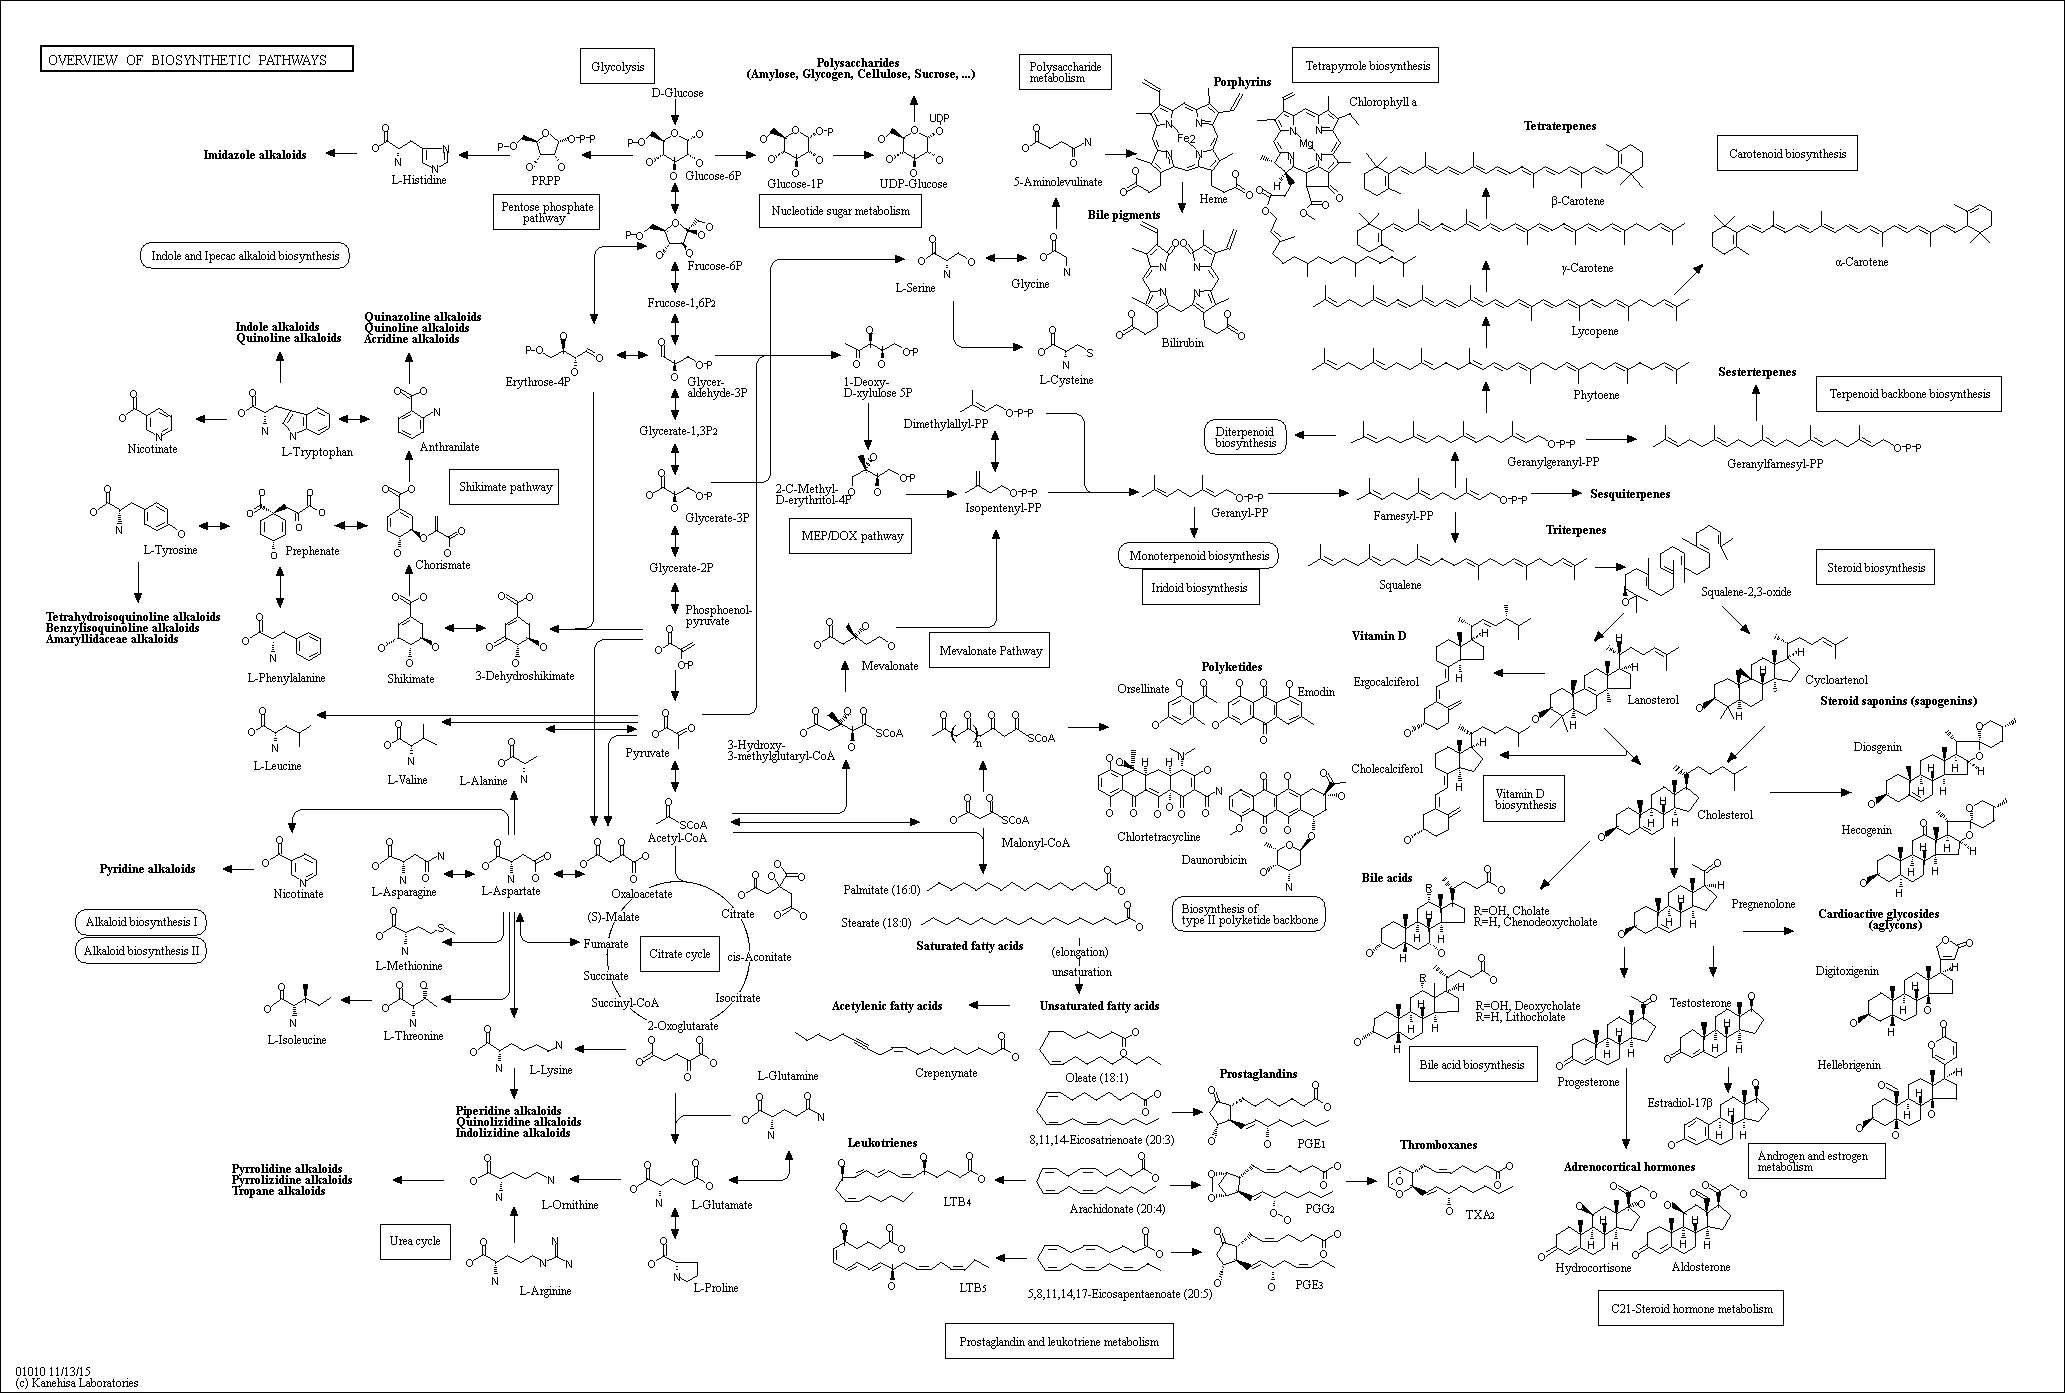 OVERVIEW OF BIOSYNTHETIC PATHWAYS
Glycolysis
Polysaccharides
(Amylose, Glycogen, Cellulose, Sucrose, ...)
Polysaccharide
metabolism
Porphyrins
Tetrapyrrole biosynthesis
D-Glucose
Chlorophyll a
UDP
Tetraterpenes
Carotenoid biosynthesis
Imidazole alkaloids
L-Histidine
PRPP
Glucose-6P
Glucose-1P
UDP-Glucose
5-Aminolevulinate
Fe2
Mg
Heme
β-Carotene
Pentose phosphate
pathway
Nucleotide sugar metabolism
Bile pigments
Indole and Ipecac alkaloid biosynthesis
Frucose-6P
L-Serine
Glycine
γ-Carotene
α-Carotene
Frucose-1,6P2
Bilirubin
Lycopene
Indole alkaloids
Quinoline alkaloids
Quinazoline alkaloids
Quinoline alkaloids
Acridine alkaloids
Erythrose-4P
Glycer-
aldehyde-3P
1-Deoxy-
D-xylulose 5P
L-Cysteine
Phytoene
Sesterterpenes
Terpenoid backbone biosynthesis
Nicotinate
L-Tryptophan
Anthranilate
Glycerate-1,3P2
Dimethylallyl-PP
Diterpenoid
biosynthesis
Geranylgeranyl-PP
Geranylfarnesyl-PP
Shikimate pathway
2-C-Methyl-
D-erythritol-4P
Glycerate-3P
Isopentenyl-PP
Geranyl-PP
Farnesyl-PP
Sesquiterpenes
L-Tyrosine
Prephenate
Chorismate
MEP/DOX pathway
Monoterpenoid biosynthesis
Iridoid biosynthesis
Triterpenes
Squalene
Squalene-2,3-oxide
Steroid biosynthesis
Glycerate-2P
Tetrahydroisoquinoline alkaloids
Benzylisoquinoline alkaloids
Amaryllidaceae alkaloids
Phosphoenol-
pyruvate
L-Phenylalanine
Shikimate
3-Dehydroshikimate
Mevalonate
Mevalonate Pathway
Vitamin D
Ergocalciferol
Lanosterol
Cycloartenol
Polyketides
Orsellinate
Emodin
Steroid saponins (sapogenins)
L-Leucine
L-Valine
L-Alanine
Pyruvate
3-Hydroxy-
3-methylglutaryl-CoA
SCoA
n
SCoA
Cholecalciferol
Diosgenin
Vitamin D
biosynthesis
Cholesterol
SCoA
Acetyl-CoA
SCoA
Malonyl-CoA
Chlortetracycline
Daunorubicin
Hecogenin
Pyridine alkaloids
Nicotinate
L-Asparagine
L-Aspartate
Oxaloacetate
Citrate
Palmitate (16:0)
Stearate (18:0)
Saturated fatty acids
Biosynthesis of
type II polyketide backbone
Bile acids
R
R=OH, Cholate
R=H, Chenodeoxycholate
Pregnenolone
Cardioactive glycosides
(aglycons)
Alkaloid biosynthesis I
Alkaloid biosynthesis II
L-Methionine
(S)-Malate
Fumarate
Citrate cycle
cis-Aconitate
Succinate
Succinyl-CoA
Isocitrate
2-Oxoglutarate
(elongation)
unsaturation
Digitoxigenin
L-Isoleucine
L-Threonine
Acetylenic fatty acids
Unsaturated fatty acids
R
R=OH, Deoxycholate
R=H, Lithocholate
Testosterone
L-Lysine
Crepenynate
Oleate (18:1)
Bile acid biosynthesis
Progesterone
Hellebrigenin
L-Glutamine
Prostaglandins
Estradiol-17β
Piperidine alkaloids
Quinolizidine alkaloids
Indolizidine alkaloids
8,11,14-Eicosatrienoate (20:3)
PGE1
Leukotrienes
Thromboxanes
Androgen and estrogen
metabolism
Pyrrolidine alkaloids
Pyrrolizidine alkaloids
Tropane alkaloids
L-Ornithine
L-Glutamate
LTB4
Arachidonate (20:4)
PGG2
TXA2
Adrenocortical hormones
Urea cycle
L-Arginine
L-Proline
LTB5
5,8,11,14,17-Eicosapentaenoate (20:5)
PGE3
Hydrocortisone
Aldosterone
C21-Steroid hormone metabolism
Prostaglandin and leukotriene metabolism
01010 11/13/15
(c) Kanehisa Laboratories